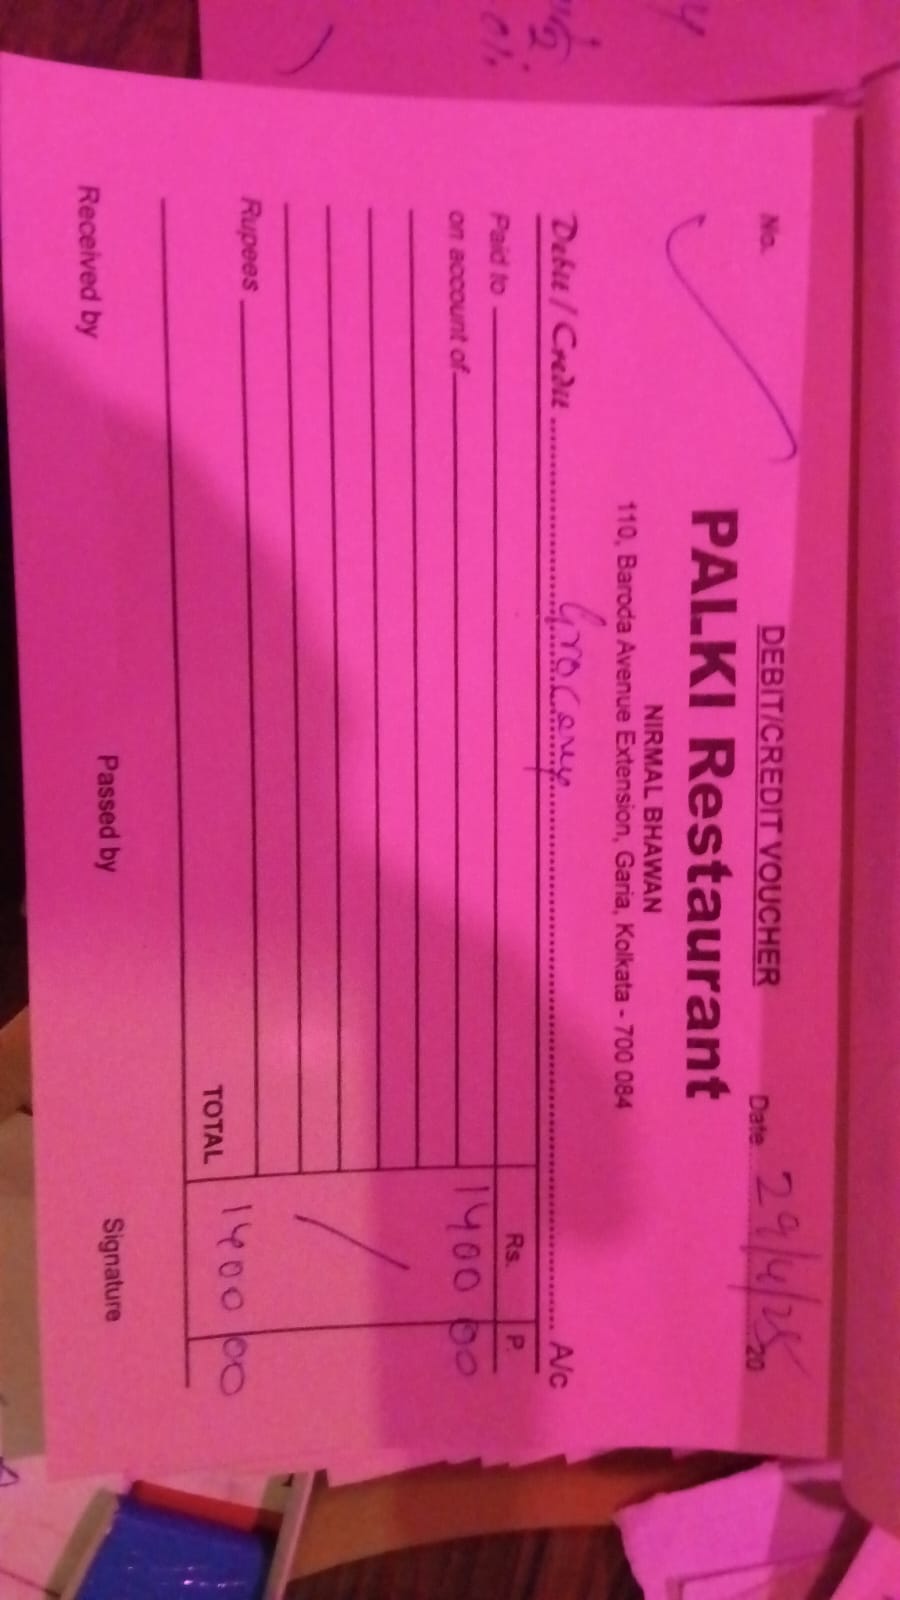 DEBIT/CREDIT VOUCHER
No. Date 29/4/25 20
PALKI Restaurant
NIRMAL BHAWAN
110, Baroda Avenue Extension, Garia, Kolkata - 700 084
Debit / Credit Grocery A/c
Paid to Rs. P.
on account of 1400 00
Rupees
TOTAL 1400 00
Received by Passed by Signature